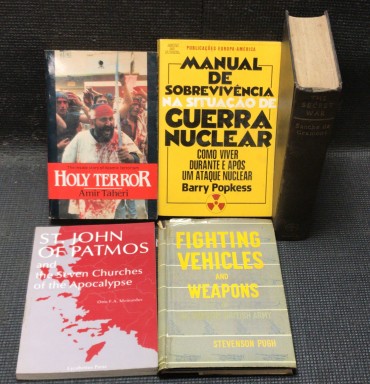 HOLY TERROR
Amir Taheri
PUBLICAÇÕES EUROPA-AMÉRICA
MANUAL
DE
SOBREVIVÊNCIA
NA SITUAÇÃO DE
GUERRA
NUCLEAR
COMO VIVER
DURANTE E APÓS
UM ATAQUE NUCLEAR
Barry Popkess
SECRET
WAR
ST. JOHN
OF PATMOS
and
the Seven Churches
of the Apocalypse
FIGHTING
VEHICLES
AND
WEAPONS
STEVENSON PUGH